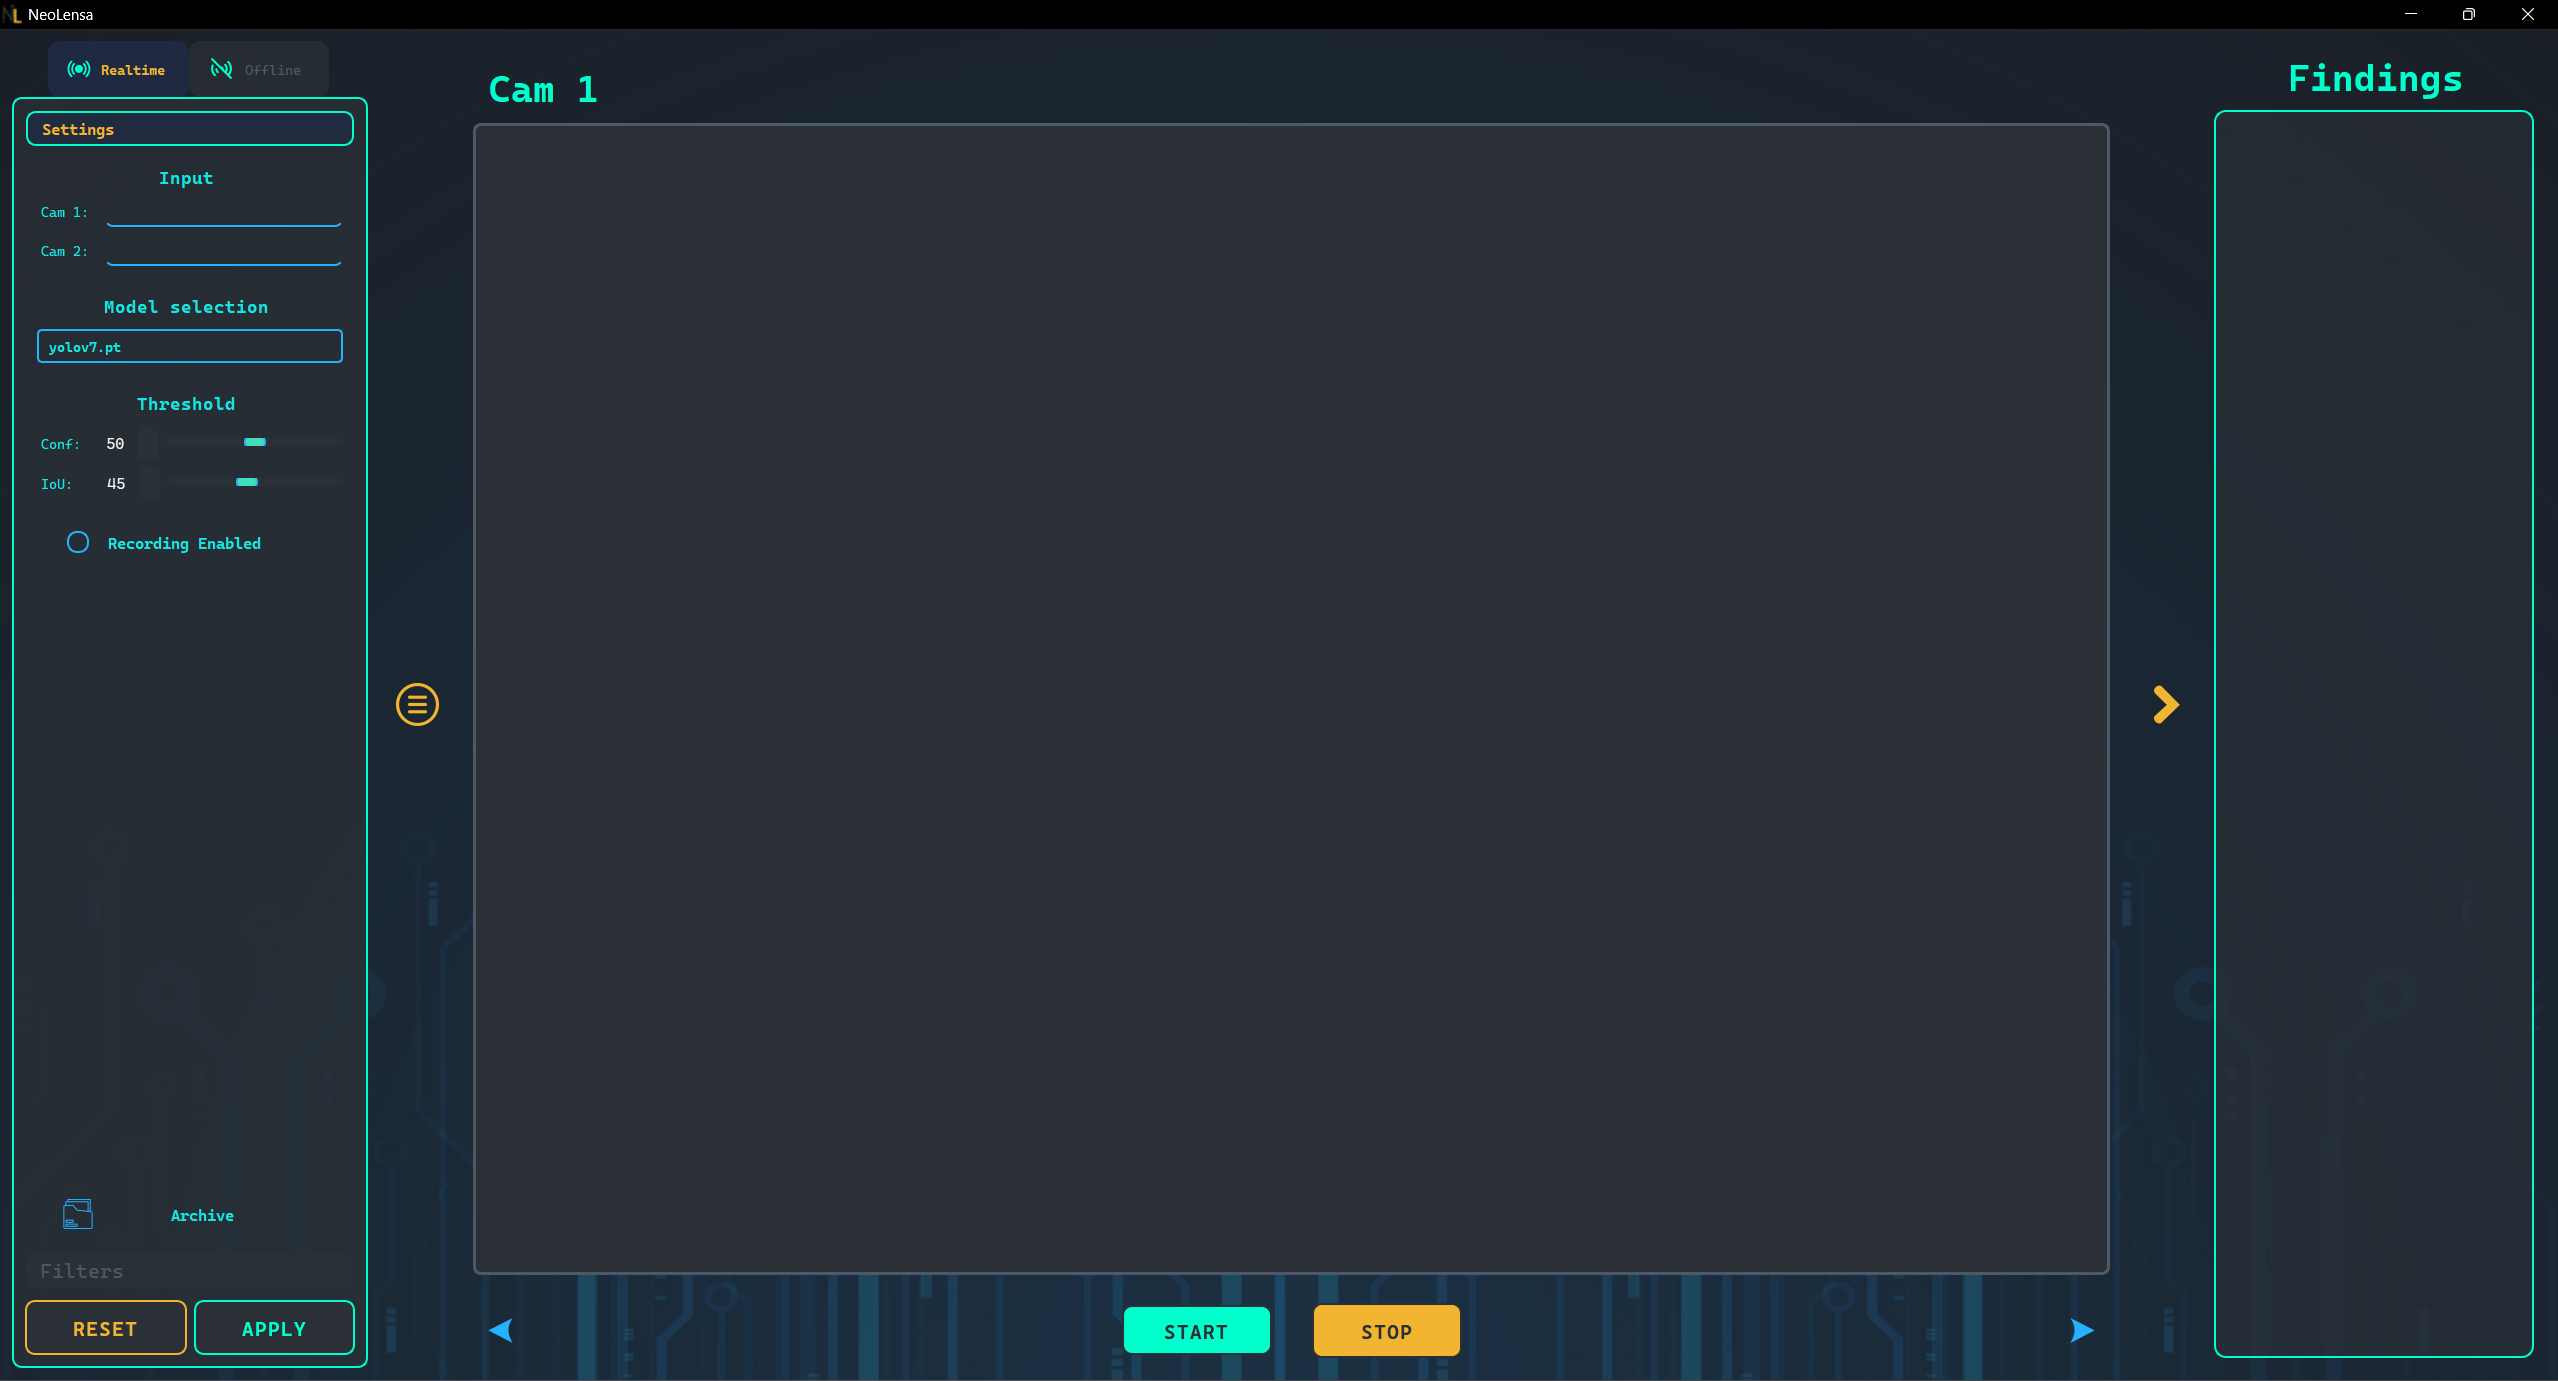 NL NeoLensa
Realtime
Offline
Settings
Input
Cam 1:
Cam 2:
Model selection
yolov7.pt
Threshold
Conf: 50
IoU: 45
Recording Enabled
Archive
Filters
RESET APPLY
Cam 1
START STOP
Findings